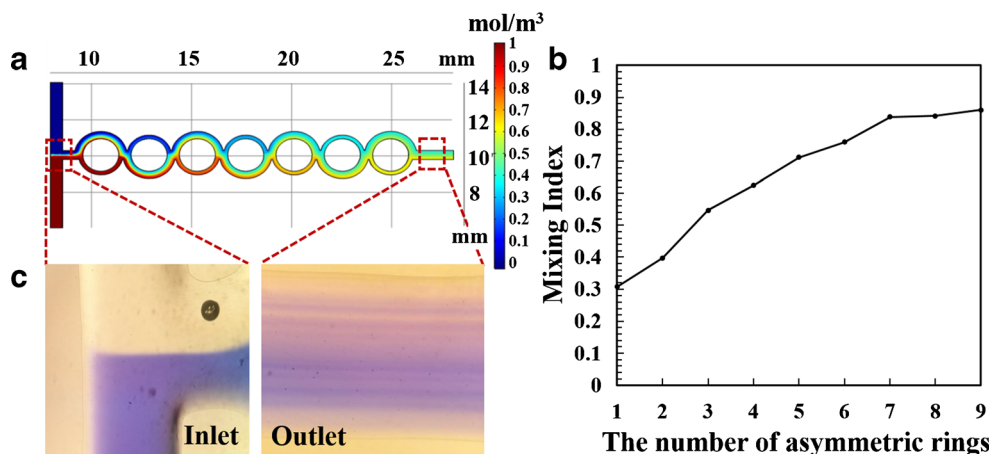 mol/m³
a
10 15 20 25 mm
14
12
10
8
mm
1
0.9
0.8
0.7
0.6
0.5
0.4
0.3
0.2
0.1
0
b
Mixing Index
1
0.9
0.8
0.7
0.6
0.5
0.4
0.3
0.2
0.1
0
1 2 3 4 5 6 7 8 9
The number of asymmetric rings
c
Inlet
Outlet